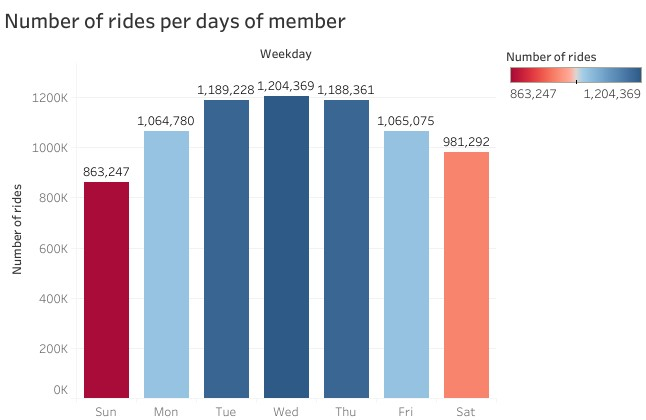 Number of rides per days of member
Weekday
Number of rides
863,247 1,204,369
1,189,228 1,204,369 1,188,361
1,064,780 1,065,075
981,292
863,247
Number of rides
1200K
1000K
800K
600K
400K
200K
0K
Sun Mon Tue Wed Thu Fri Sat